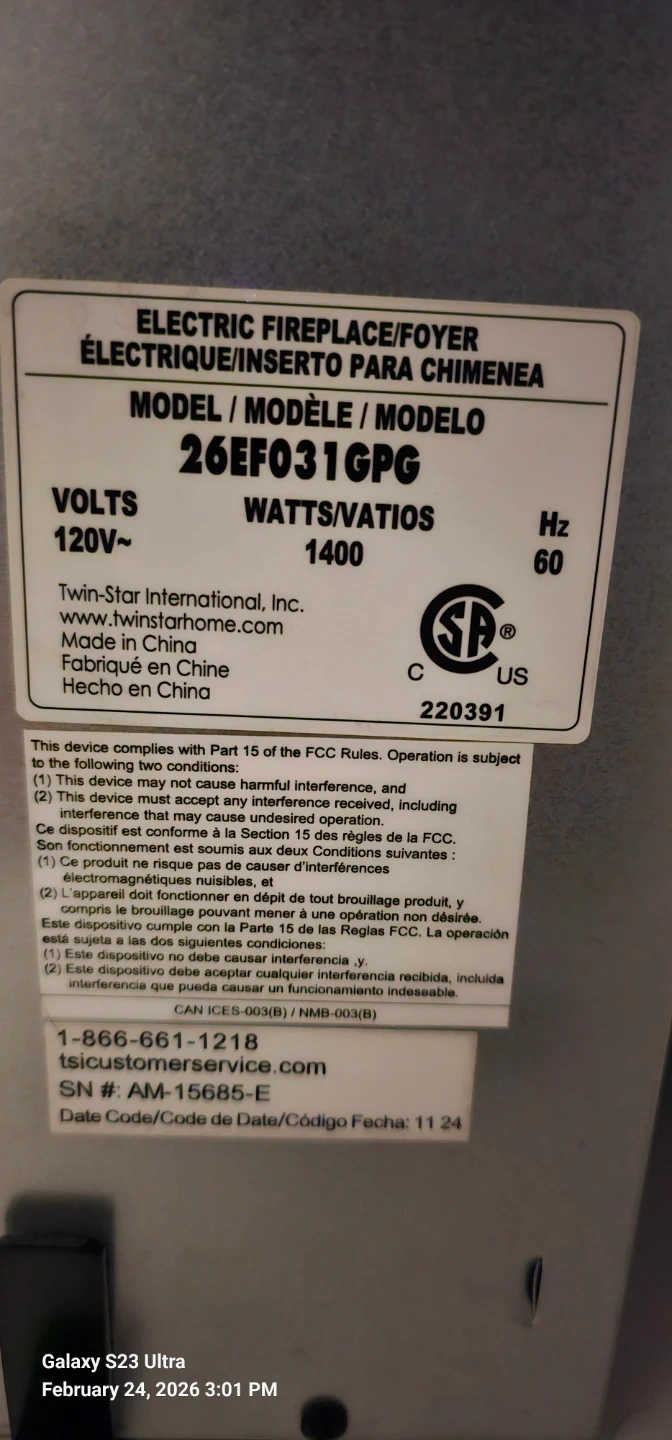 ELECTRIC FIREPLACE/FOYER
ÉLECTRIQUE/INSERTO PARA CHIMENEA
MODEL / MODÈLE / MODELO
26EF031GPG
VOLTS WATTS/VATIOS Hz
120V~ 1400 60
Twin-Star International, Inc.
www.twinstarhome.com
Made in China
Fabriqué en Chine
Hecho en China
SA®
C US
220391
This device complies with Part 15 of the FCC Rules. Operation is subject
to the following two conditions:
(1) This device may not cause harmful interference, and
(2) This device must accept any interference received, including
interference that may cause undesired operation.
Ce dispositif est conforme à la Section 15 des règles de la FCC.
Son fonctionnement est soumis aux deux Conditions suivantes :
(1) Ce produit ne risque pas de causer d'interférences
électromagnétiques nuisibles, et
(2) L'appareil doit fonctionner en dépit de tout brouillage produit, y
compris le brouillage pouvant mener à une opération non désirée.
Este dispositivo cumple con la Parte 15 de las Reglas FCC. La operación
está sujeta a las dos siguientes condiciones:
(1) Este dispositivo no debe causar interferencia ,y.
(2) Este dispositivo debe aceptar cualquier interferencia recibida, incluida
interferencia que pueda causar un funcionamiento indeseable.
CAN ICES-003(B) / NMB-003(B)
1-866-661-1218
tsicustomerservice.com
SN #: AM-15685-E
Date Code/Code de Date/Código Fecha: 11 24
Galaxy S23 Ultra
February 24, 2026 3:01 PM